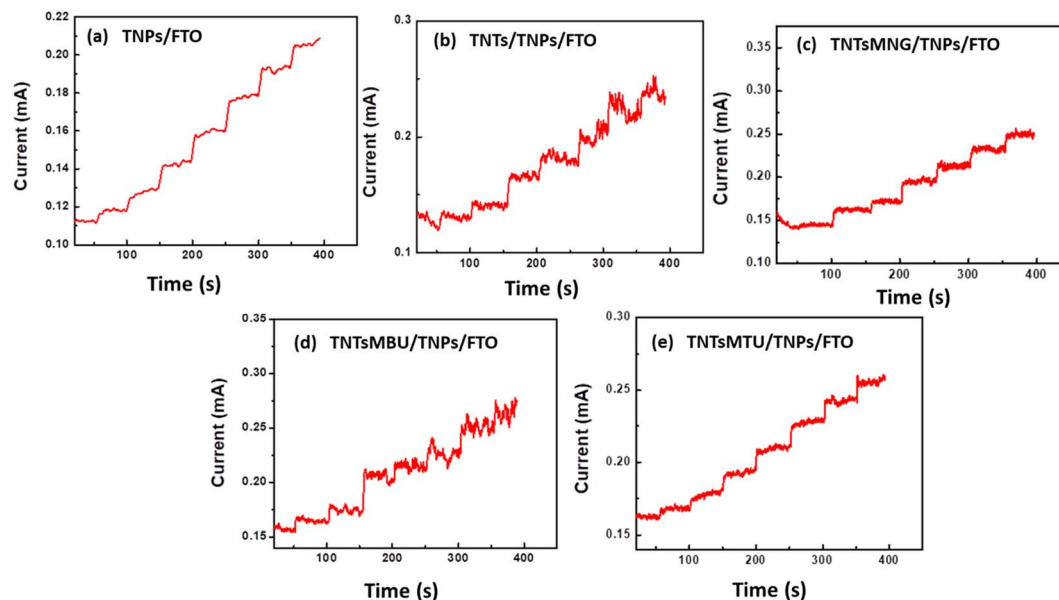 (a) TNPs/FTO
Current (mA)
0.22
0.20
0.18
0.16
0.14
0.12
0.10
100 200 300 400
Time (s)
(b) TNTs/TNPs/FTO
Current (mA)
0.3
0.2
0.1
100 200 300 400
Time (s)
(c) TNTsMNG/TNPs/FTO
Current (mA)
0.35
0.30
0.25
0.20
0.15
0.10
100 200 300 400
Time (s)
(d) TNTsMBU/TNPs/FTO
Current (mA)
0.35
0.30
0.25
0.20
0.15
100 200 300 400
Time (s)
(e) TNTsMTU/TNPs/FTO
Current (mA)
0.30
0.25
0.20
0.15
0.10
100 200 300 400
Time (s)